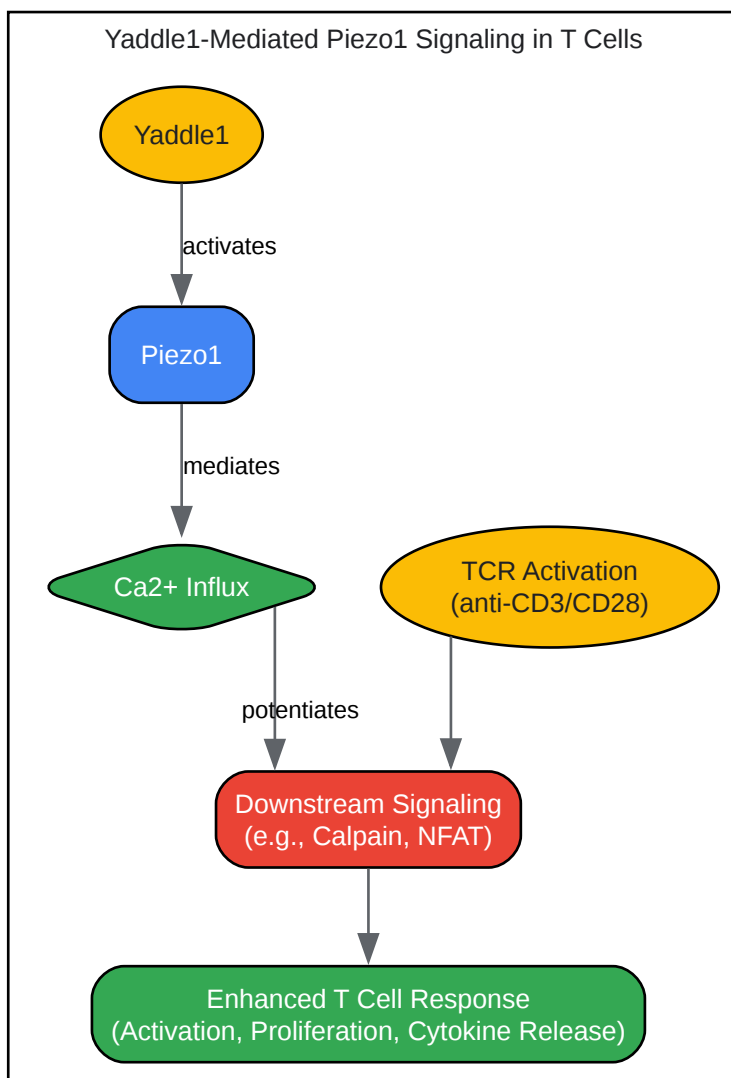 Yaddle1-Mediated Piezo1 Signaling in T Cells
Yaddle1
activates
Piezo1
mediates
Ca2+ Influx
TCR Activation
(anti-CD3/CD28)
potentiates
Downstream Signaling
(e.g., Calpain, NFAT)
Enhanced T Cell Response
(Activation, Proliferation, Cytokine Release)